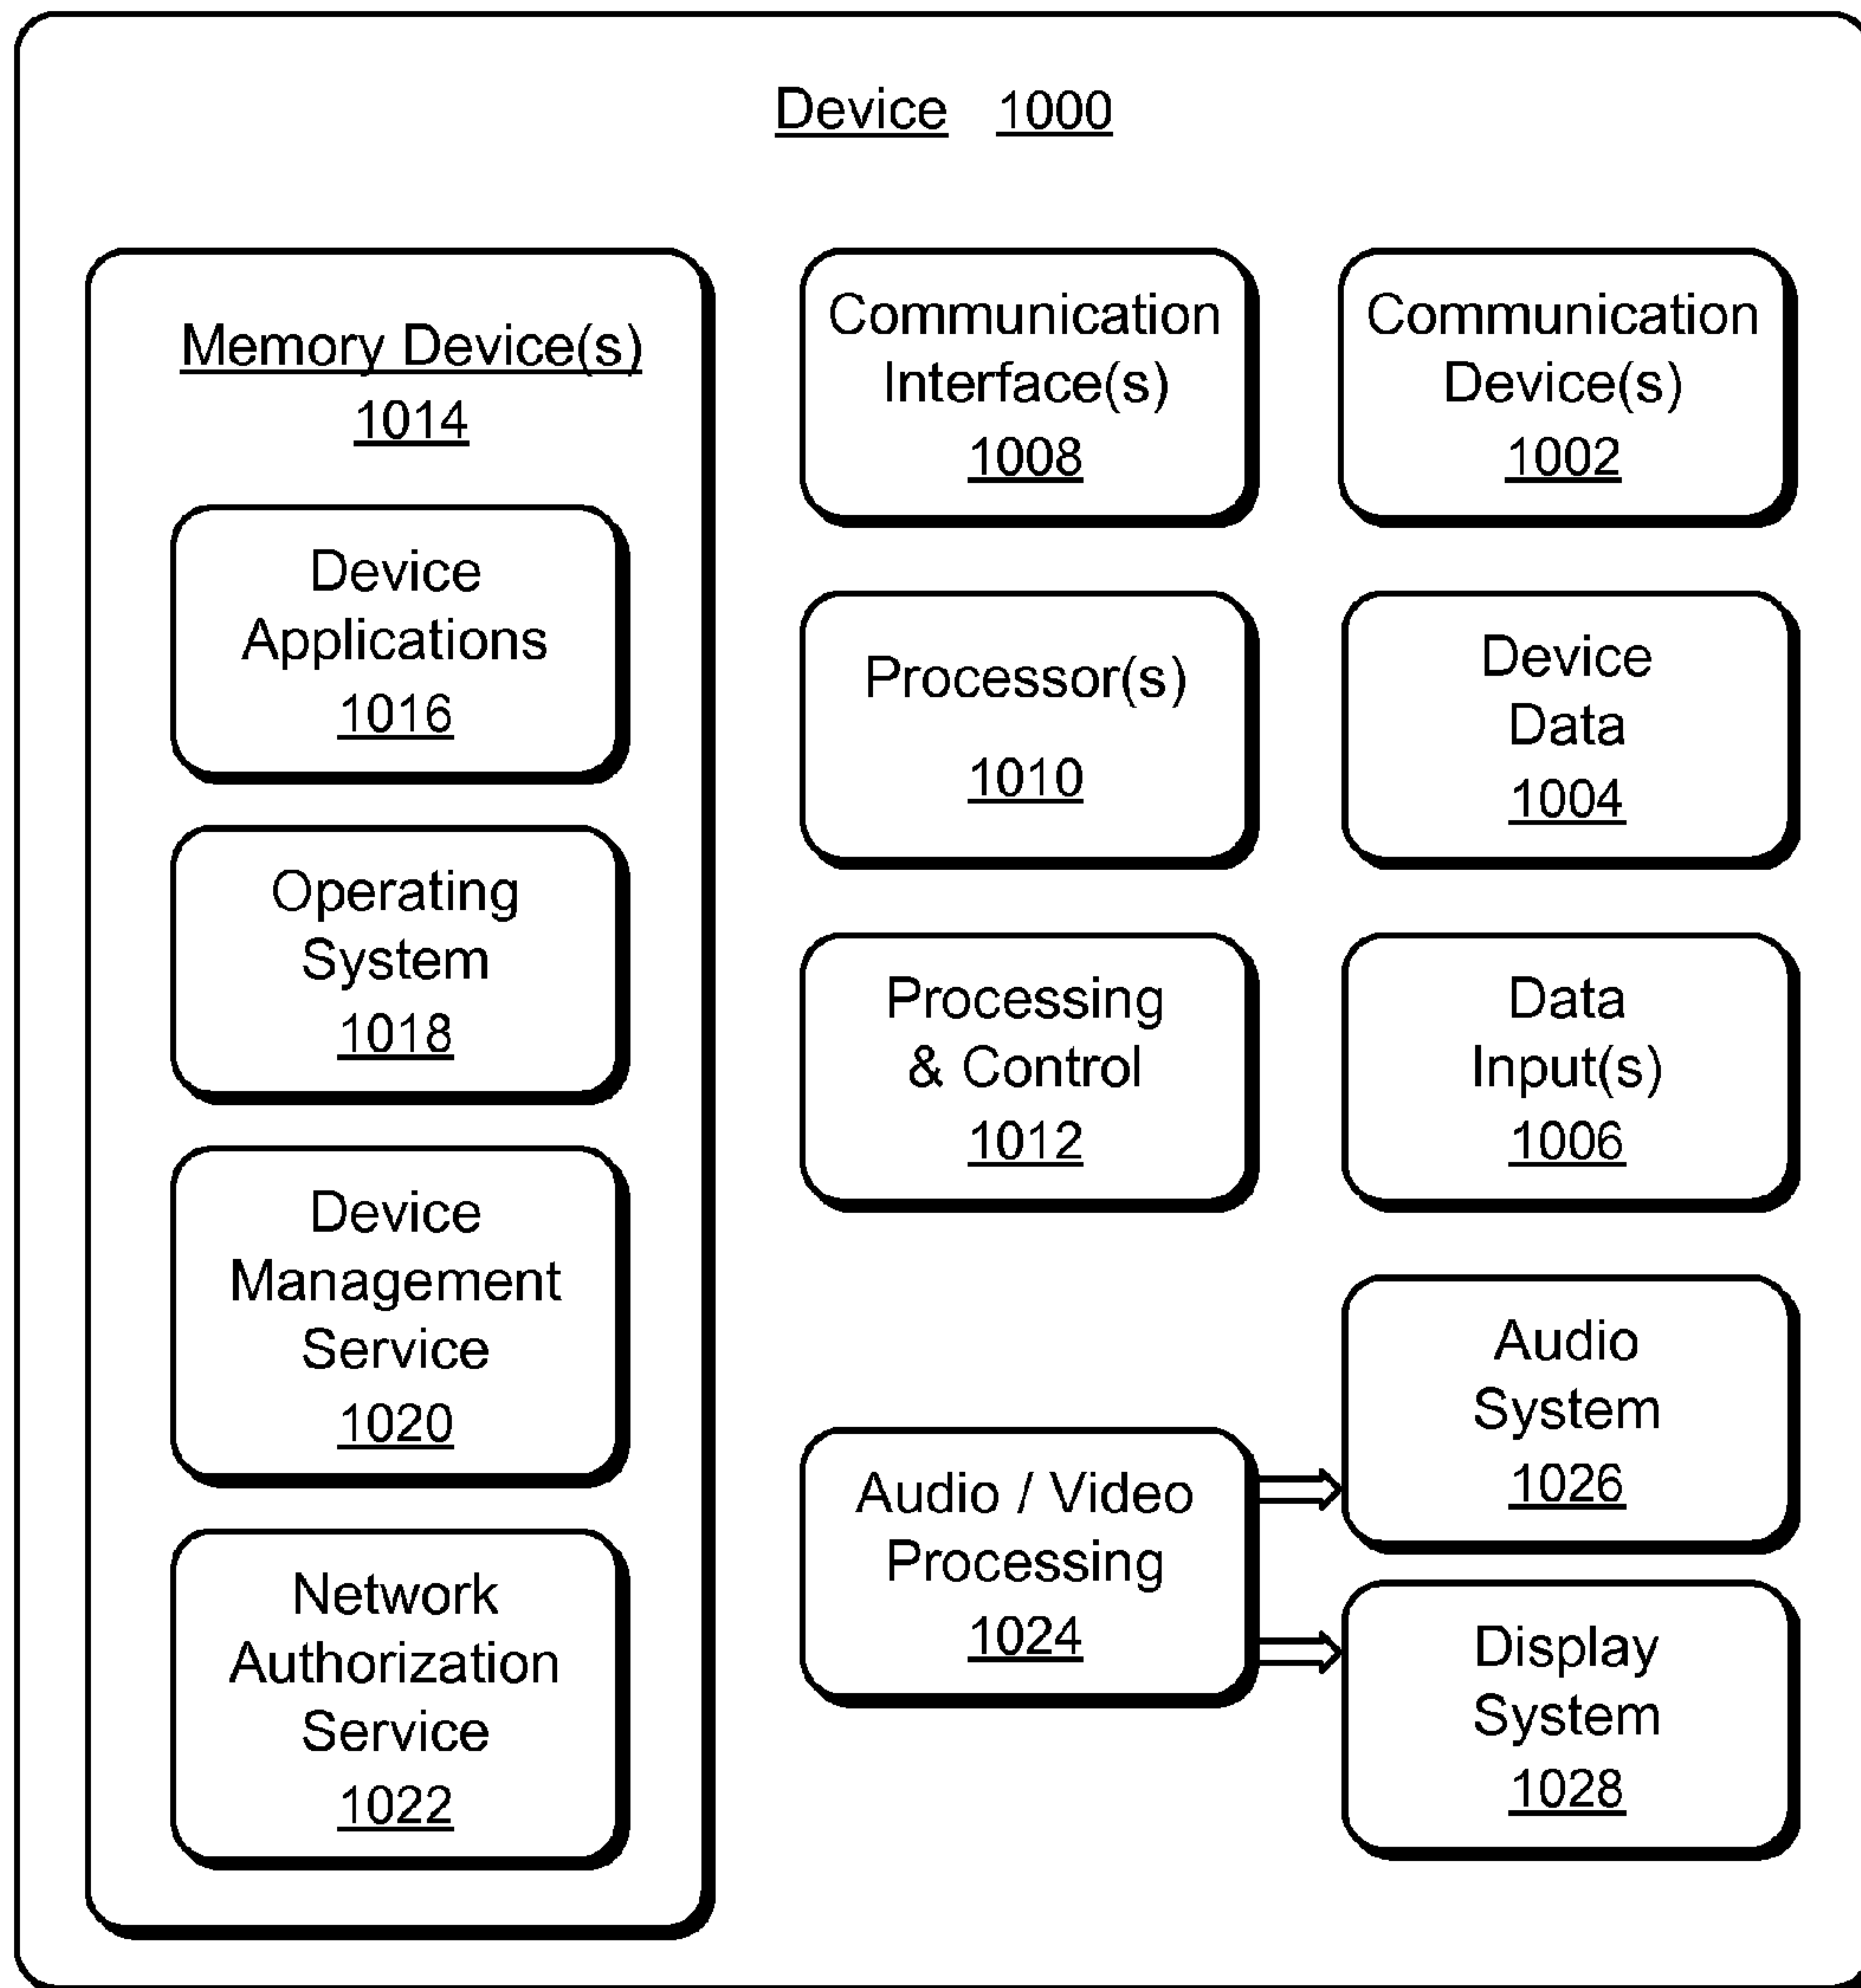 Device 1000
Memory Device(s)
1014
Device
Applications
1016
Operating
System
1018
Device
Management
Service
1020
Network
Authorization
Service
1022
Communication
Interface(s)
1008
Processor(s)
1010
Processing
& Control
1012
Audio / Video
Processing
1024
Communication
Device(s)
1002
Device
Data
1004
Data
Input(s)
1006
Audio
System
1026
Display
System
1028